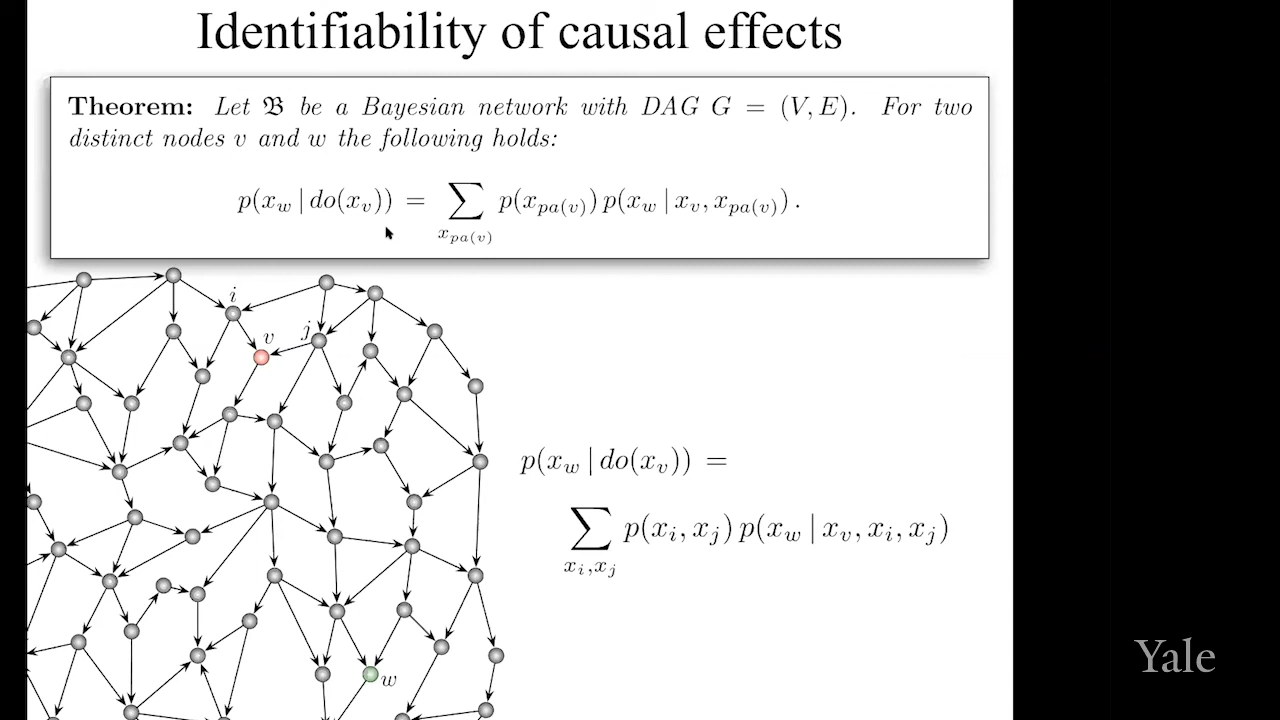 Identifiability of causal effects
Theorem: Let 𝔅 be a Bayesian network with DAG G = (V, E). For two
distinct nodes v and w the following holds:
p(x_w | do(x_v)) = ∑ p(x_{pa(v)}) p(x_w | x_v, x_{pa(v)}) .
x_{pa(v)}
i
v
j
p(x_w | do(x_v)) =
∑ p(x_i, x_j) p(x_w | x_v, x_i, x_j)
x_i,x_j
w
Yale